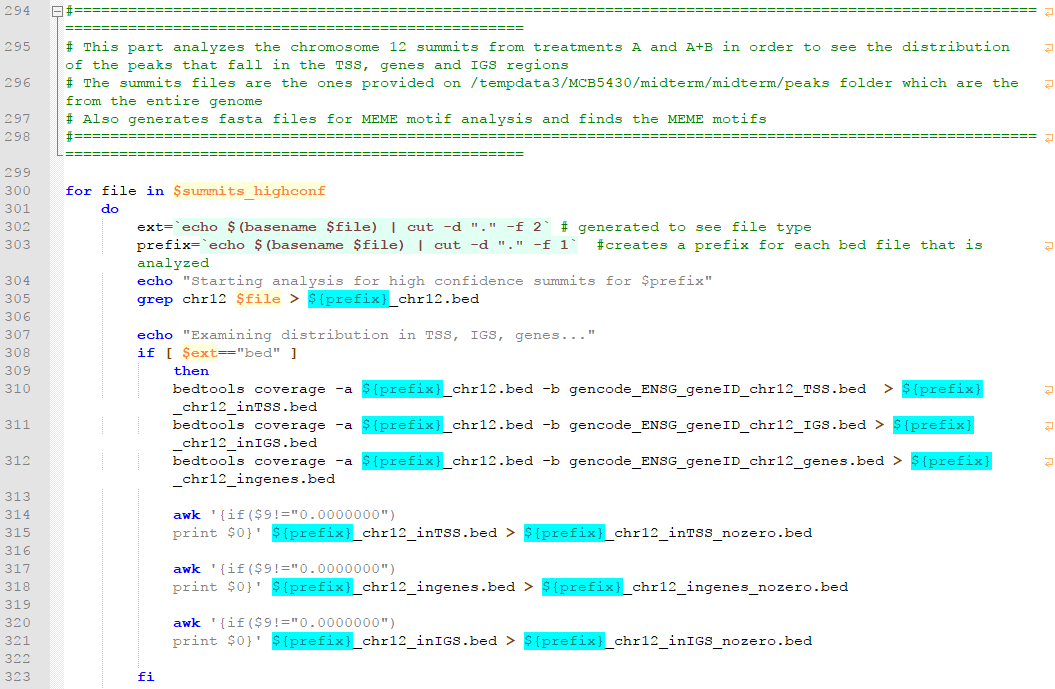 294 #===========================================================================================================
===================================================
295 # This part analyzes the chromosome 12 summits from treatments A and A+B in order to see the distribution
of the peaks that fall in the TSS, genes and IGS regions
296 # The summits files are the ones provided on /tempdata3/MCB5430/midterm/midterm/peaks folder which are the
from the entire genome
297 # Also generates fasta files for MEME motif analysis and finds the MEME motifs
298 #===========================================================================================================
===================================================
299
300 for file in $summits_highconf
301 do
302 ext=`echo $(basename $file) | cut -d "." -f 2` # generated to see file type
303 prefix=`echo $(basename $file) | cut -d "." -f 1` #creates a prefix for each bed file that is
analyzed
304 echo "Starting analysis for high confidence summits for $prefix"
305 grep chr12 $file > ${prefix}_chr12.bed
306
307 echo "Examining distribution in TSS, IGS, genes..."
308 if [ $ext=="bed" ]
309 then
310 bedtools coverage -a ${prefix}_chr12.bed -b gencode_ENSG_geneID_chr12_TSS.bed > ${prefix}
_chr12_inTSS.bed
311 bedtools coverage -a ${prefix}_chr12.bed -b gencode_ENSG_geneID_chr12_IGS.bed > ${prefix}
_chr12_inIGS.bed
312 bedtools coverage -a ${prefix}_chr12.bed -b gencode_ENSG_geneID_chr12_genes.bed > ${prefix}
_chr12_ingenes.bed
313
314 awk '{if($9!="0.0000000")
315 print $0}' ${prefix}_chr12_inTSS.bed > ${prefix}_chr12_inTSS_nozero.bed
316
317 awk '{if($9!="0.0000000")
318 print $0}' ${prefix}_chr12_ingenes.bed > ${prefix}_chr12_ingenes_nozero.bed
319
320 awk '{if($9!="0.0000000")
321 print $0}' ${prefix}_chr12_inIGS.bed > ${prefix}_chr12_inIGS_nozero.bed
322
323 fi